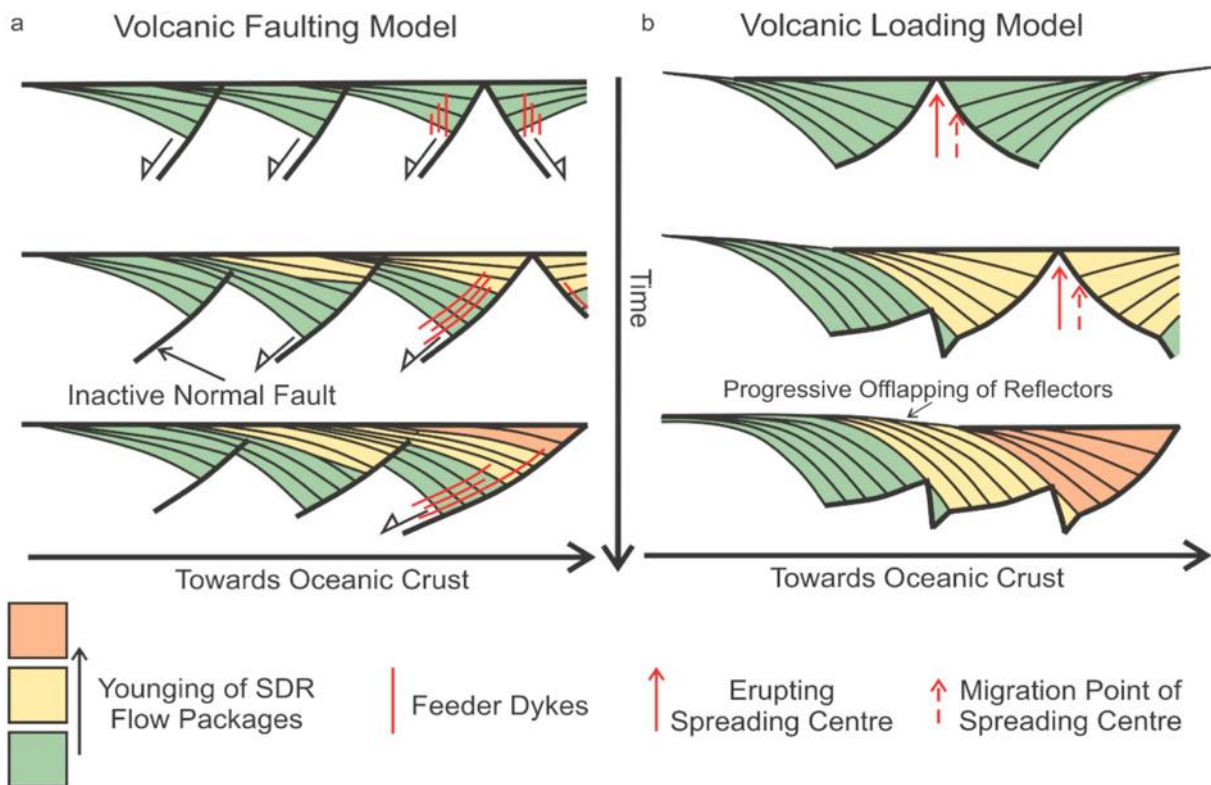 a
Volcanic Faulting Model
b
Volcanic Loading Model
Time
Inactive Normal Fault
Progressive Offlapping of Reflectors
Towards Oceanic Crust
Towards Oceanic Crust
Younging of SDR
Flow Packages
Feeder Dykes
Erupting
Spreading Centre
Migration Point of
Spreading Centre